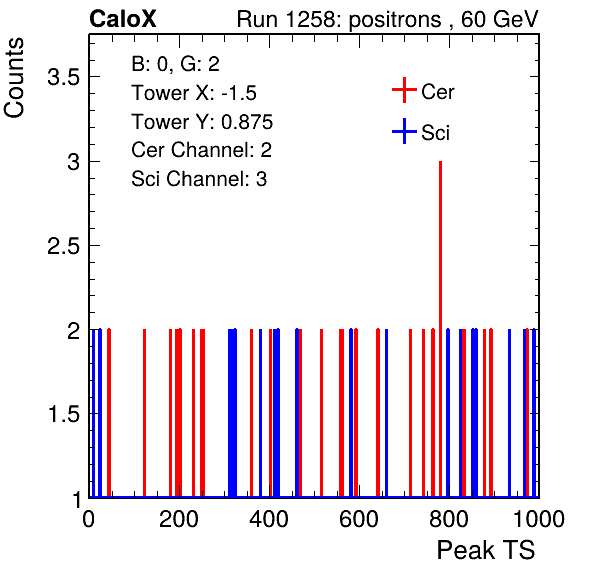 CaloX Run 1258: positrons , 60 GeV
Counts
B: 0, G: 2
Tower X: -1.5
Tower Y: 0.875
Cer Channel: 2
Sci Channel: 3
Cer
Sci
3.5
3
2.5
2
1.5
1
0 200 400 600 800 1000
Peak TS